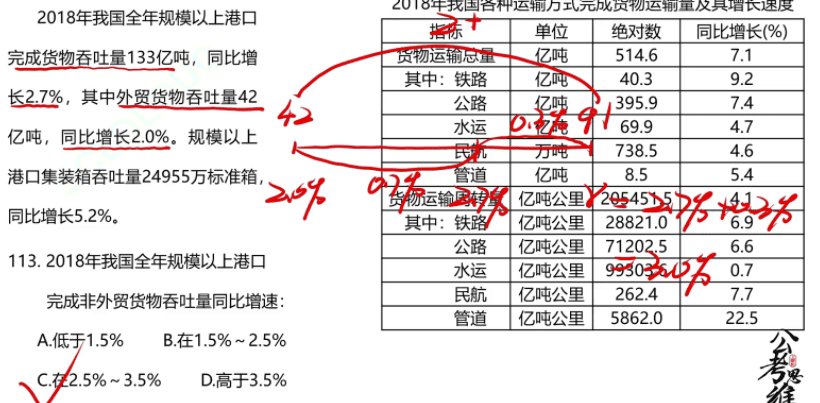 2018年我国全年规模以上港口
完成货物吞吐量133亿吨，同比增
长2.7%，其中外贸货物吞吐量42
亿吨，同比增长2.0%。规模以上
港口集装箱吞吐量24955万标准箱，
同比增长5.2%。
113. 2018年我国全年规模以上港口
完成非外贸货物吞吐量同比增速：
A.低于1.5% B.在1.5%～2.5%
C.在2.5%～3.5% D.高于3.5%
2018年我国各种运输方式完成货物运输量及其增长速度
指标 单位 绝对数 同比增长(%)
货物运输总量 亿吨 514.6 7.1
其中：铁路 亿吨 40.3 9.2
公路 亿吨 395.9 7.4
水运 亿吨 69.9 4.7
民航 万吨 738.5 4.6
管道 亿吨 8.5 5.4
货物运输周转量 亿吨公里 205451.5 4.1
其中：铁路 亿吨公里 28821.0 6.9
公路 亿吨公里 71202.5 6.6
水运 亿吨公里 99303.6 0.7
民航 亿吨公里 262.4 7.7
管道 亿吨公里 5862.0 22.5
42
91
0.3%
2.0%
0.7%
2.7%
r=2.7%+0.3%
=3.0%
公考思维